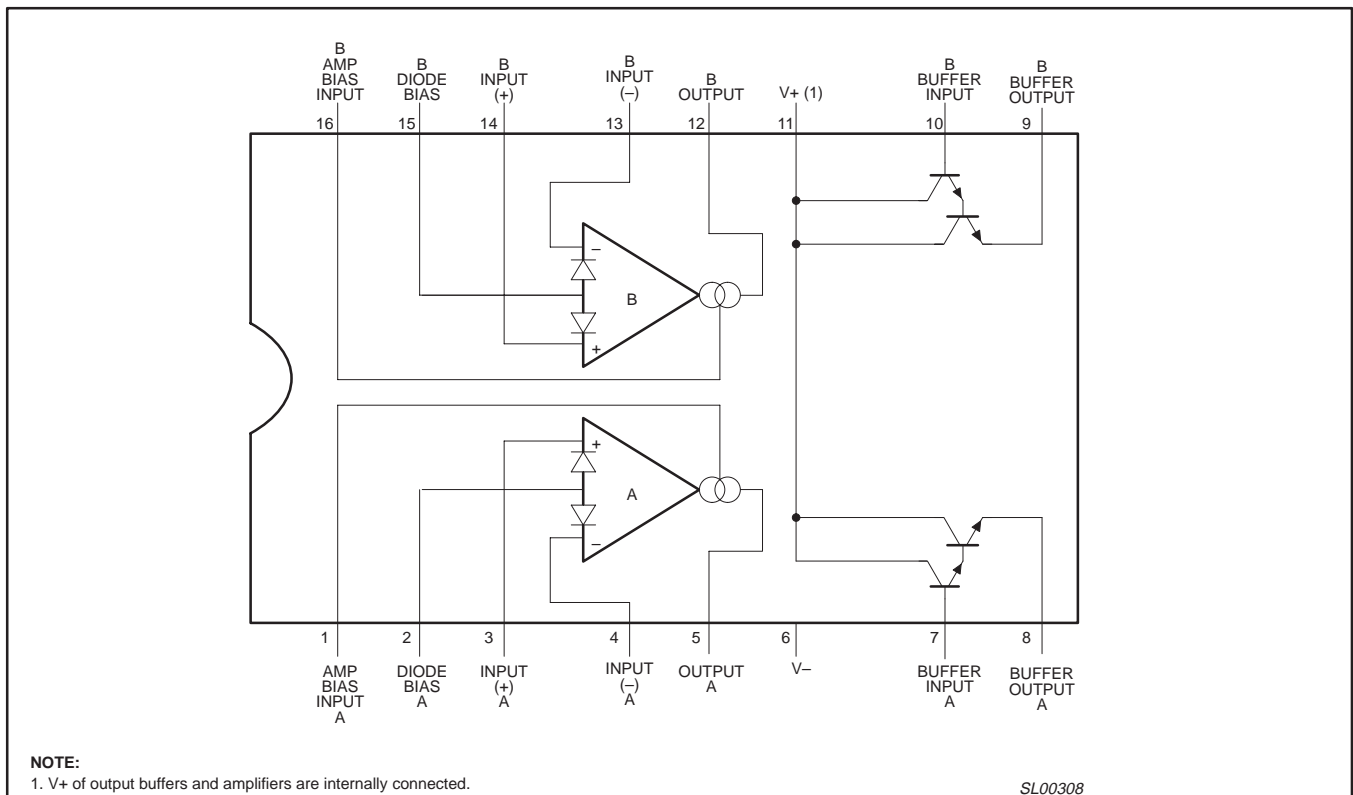 B
AMP
BIAS
INPUT
B
DIODE
BIAS
B
INPUT
(+)
B
INPUT
(–)
B
OUTPUT
V+ (1)
B
BUFFER
INPUT
B
BUFFER
OUTPUT
16
15
14
13
12
11
10
9
–
B
+
+
A
–
1
2
3
4
5
6
7
8
AMP
BIAS
INPUT
A
DIODE
BIAS
A
INPUT
(+)
A
INPUT
(–)
A
OUTPUT
A
V–
BUFFER
INPUT
A
BUFFER
OUTPUT
A
NOTE:
1. V+ of output buffers and amplifiers are internally connected.
SL00308